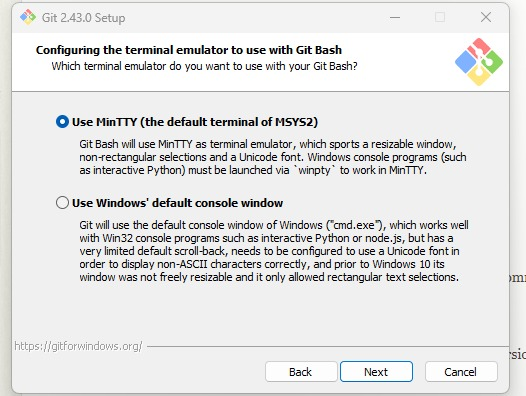 Git 2.43.0 Setup
Configuring the terminal emulator to use with Git Bash
Which terminal emulator do you want to use with your Git Bash?
Use MinTTY (the default terminal of MSYS2)
Git Bash will use MinTTY as terminal emulator, which sports a resizable window,
non-rectangular selections and a Unicode font. Windows console programs (such
as interactive Python) must be launched via `winpty` to work in MinTTY.
Use Windows' default console window
Git will use the default console window of Windows ("cmd.exe"), which works well
with Win32 console programs such as interactive Python or node.js, but has a
very limited default scroll-back, needs to be configured to use a Unicode font in
order to display non-ASCII characters correctly, and prior to Windows 10 its
window was not freely resizable and it only allowed rectangular text selections.
https://gitforwindows.org/
Back Next Cancel